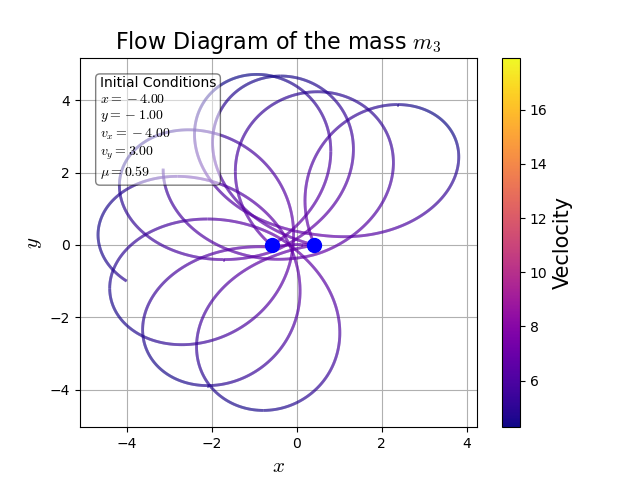 Flow Diagram of the mass m₃
Initial Conditions
x = −4.00
y = −1.00
vₓ = −4.00
v_y = 3.00
μ = 0.59
y
4
2
0
−2
−4
−4
−2
0
2
4
x
16
14
12
10
8
6
Veclocity